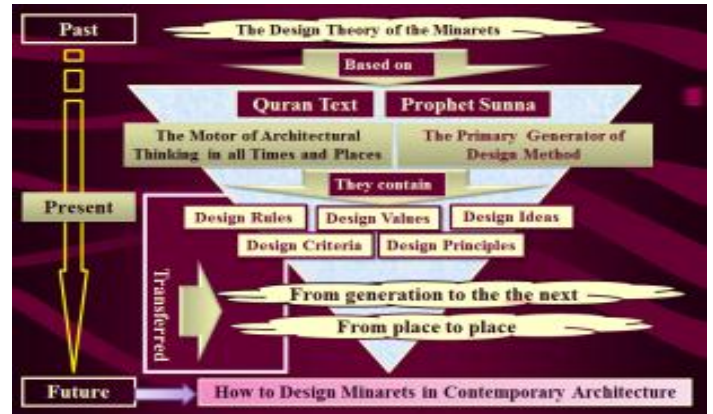 Past
The Design Theory of the Minarets
Based on
Quran Text
Prophet Sunna
The Motor of Architectural
Thinking in all Times and Places
The Primary Generator of
Design Method
They contain
Present
Design Rules
Design Values
Design Ideas
Design Criteria
Design Principles
Transferred
From generation to the the next
From place to place
Future
How to Design Minarets in Contemporary Architecture